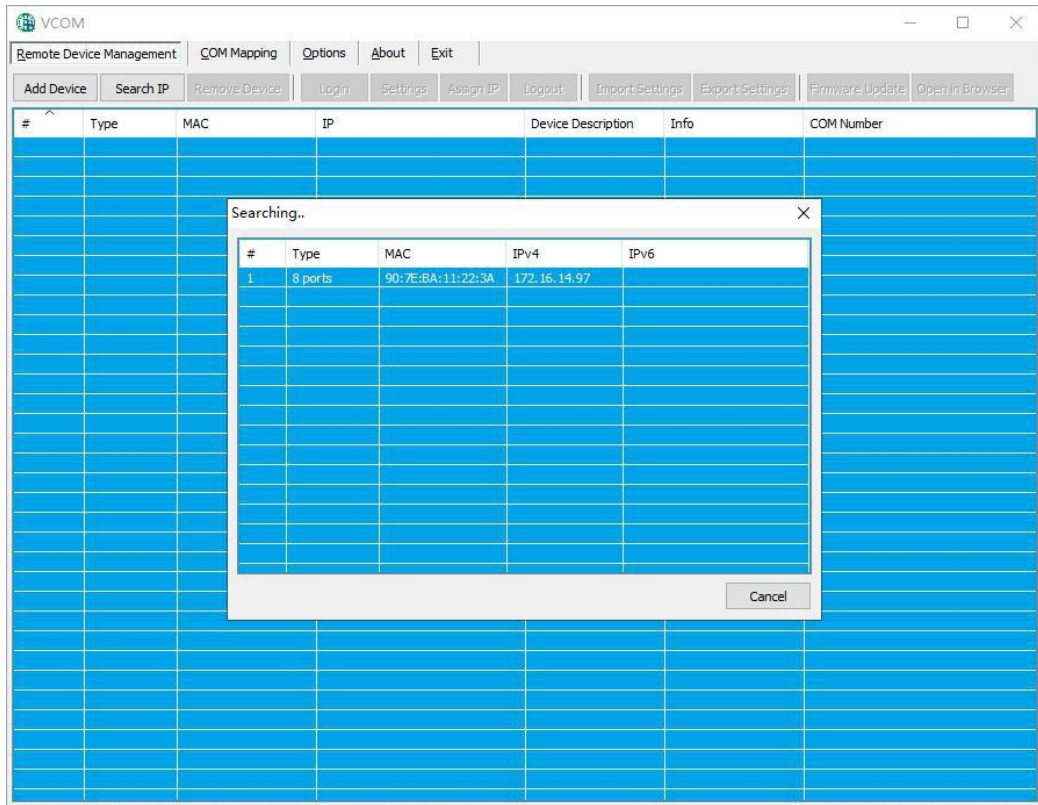 VCOM
Remote Device Management COM Mapping Options About Exit
Add Device Search IP Remove Device Login Settings Assign IP Logout Import Settings Export Settings Firmware Update Open in Browser
# Type MAC IP Device Description Info COM Number
Searching..
# Type MAC IPv4 IPv6
1 8 ports 90:7E:BA:11:22:3A 172.16.14.97
Cancel